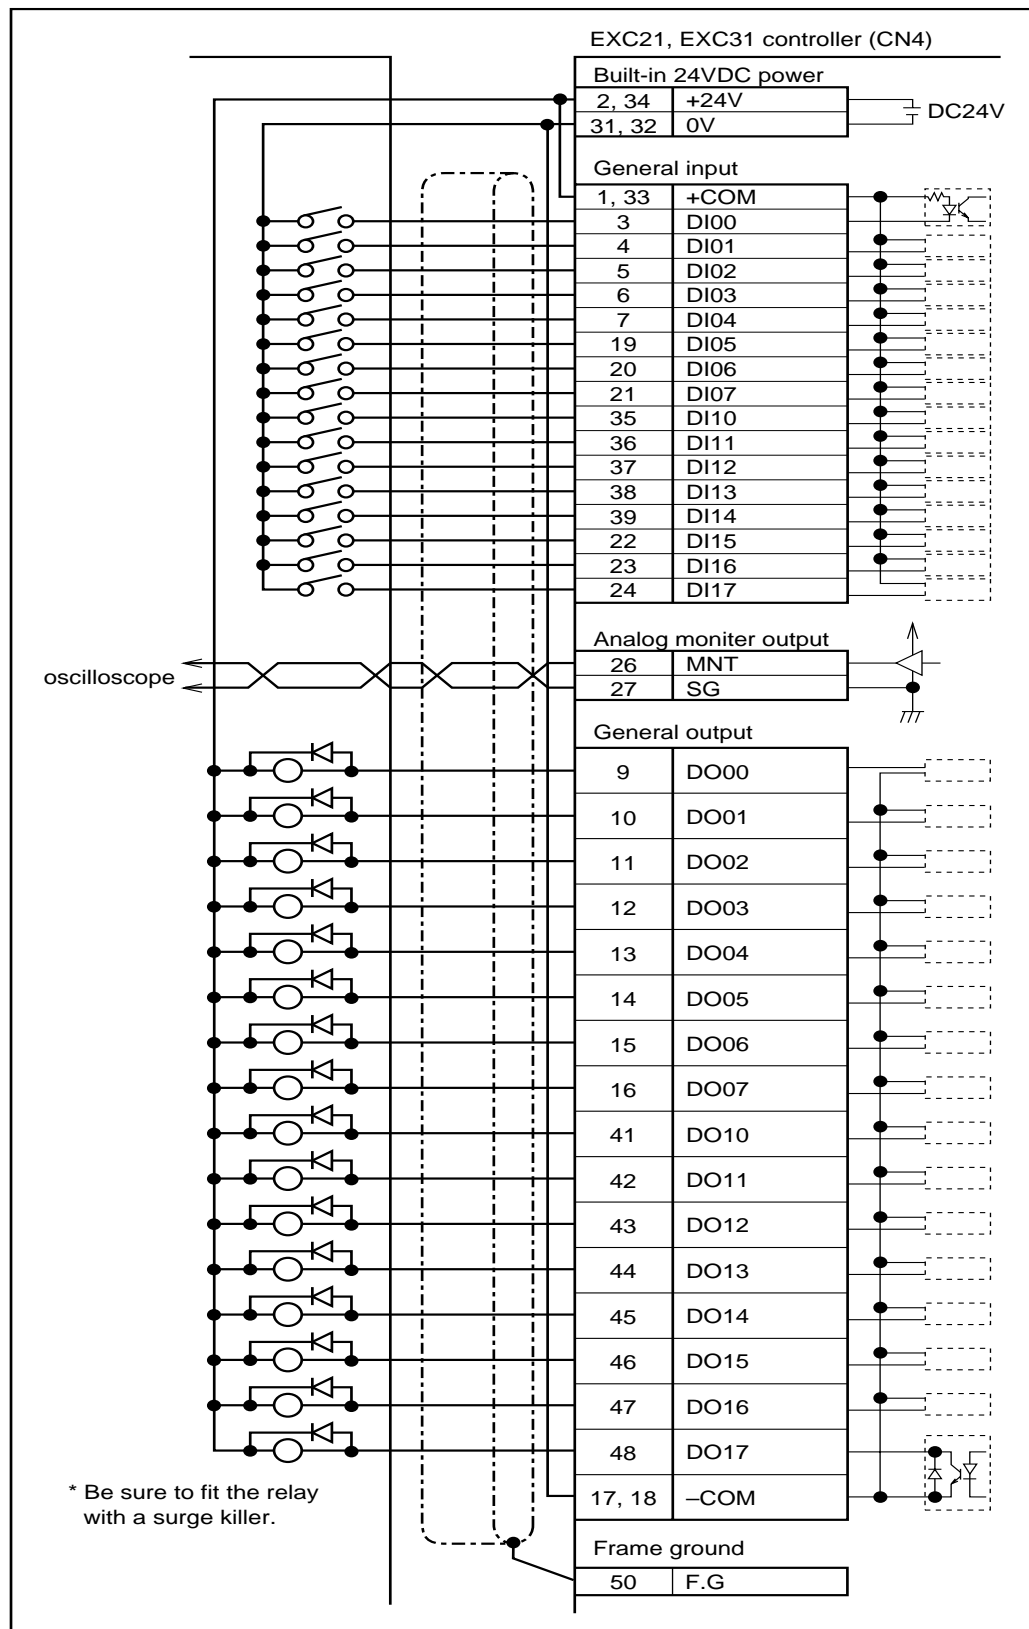 EXC21, EXC31 controller (CN4)
Built-in 24VDC power
2, 34 +24V
DC24V
31, 32 0V
General input
1, 33 +COM
3 DI00
4 DI01
5 DI02
6 DI03
7 DI04
19 DI05
20 DI06
21 DI07
35 DI10
36 DI11
37 DI12
38 DI13
39 DI14
22 DI15
23 DI16
24 DI17
Analog moniter output
oscilloscope
26 MNT
27 SG
General output
9 DO00
10 DO01
11 DO02
12 DO03
13 DO04
14 DO05
15 DO06
16 DO07
41 DO10
42 DO11
43 DO12
44 DO13
45 DO14
46 DO15
47 DO16
48 DO17
17, 18 –COM
* Be sure to fit the relay
with a surge killer.
Frame ground
50 F.G